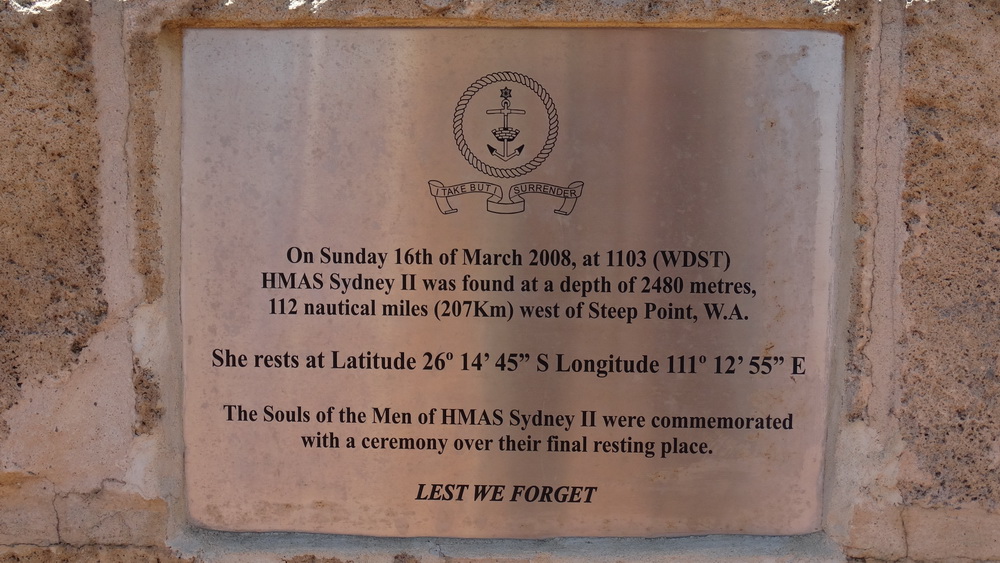 I TAKE BUT I SURRENDER
On Sunday 16th of March 2008, at 1103 (WDST)
HMAS Sydney II was found at a depth of 2480 metres,
112 nautical miles (207Km) west of Steep Point, W.A.
She rests at Latitude 26º 14’ 45” S Longitude 111º 12’ 55” E
The Souls of the Men of HMAS Sydney II were commemorated
with a ceremony over their final resting place.
LEST WE FORGET